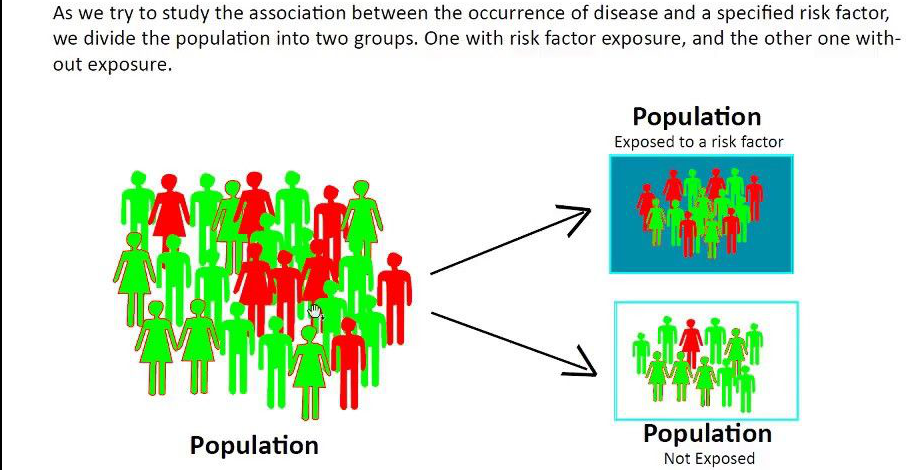 As we try to study the association between the occurrence of disease and a specified risk factor,
we divide the population into two groups. One with risk factor exposure, and the other one with-
out exposure.
Population
Exposed to a risk factor
Population
Population
Not Exposed